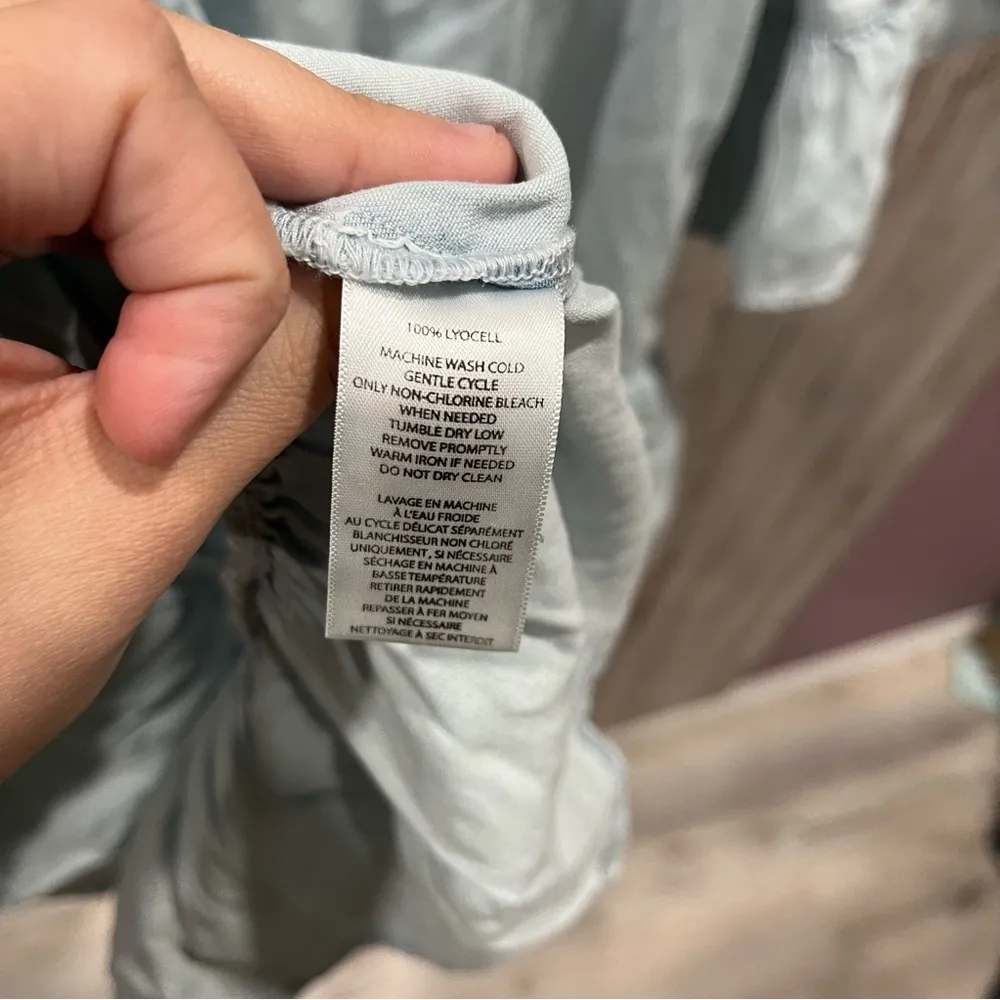 100% LYOCELL
MACHINE WASH COLD
GENTLE CYCLE
ONLY NON-CHLORINE BLEACH
WHEN NEEDED
TUMBLE DRY LOW
REMOVE PROMPTLY
WARM IRON IF NEEDED
DO NOT DRY CLEAN
LAVAGE EN MACHINE
À L'EAU FROIDE
AU CYCLE DÉLICAT SÉPARÉMENT
BLANCHISSEUR NON CHLORÉ
UNIQUEMENT, SI NÉCESSAIRE
SÉCHAGE EN MACHINE À
BASSE TEMPÉRATURE
RETIRER RAPIDEMENT
DE LA MACHINE
REPASSER À FER MOYEN
SI NÉCESSAIRE
NETTOYAGE À SEC INTERDIT